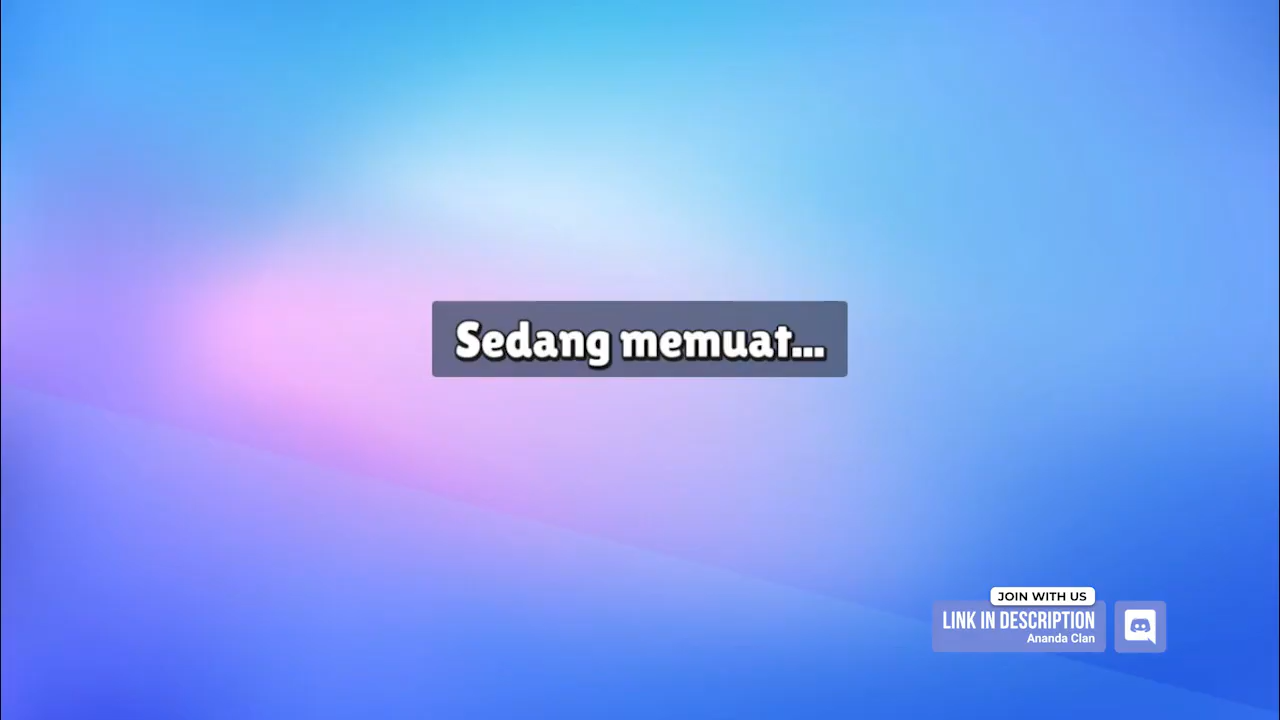 Sedang memuat...
JOIN WITH US
LINK IN DESCRIPTION
Ananda Clan